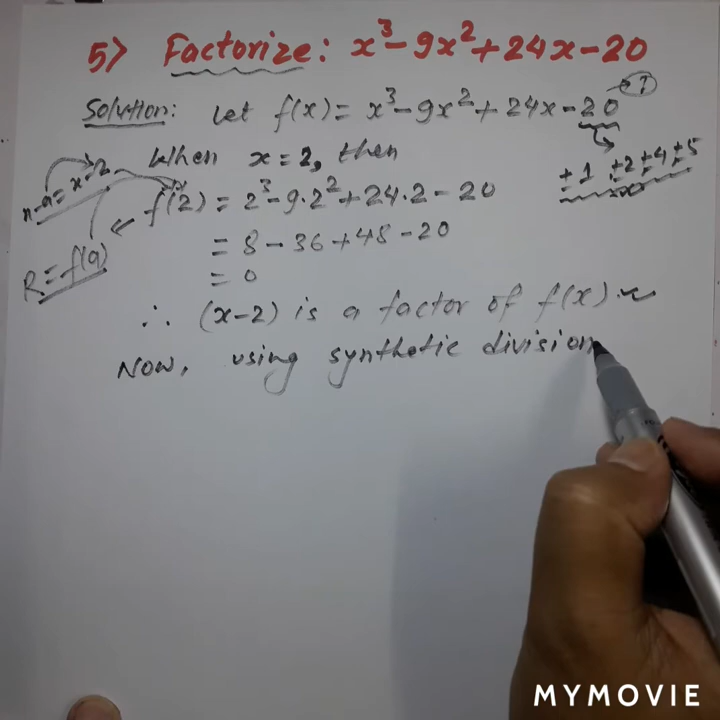 5) Factorize: x³-9x²+24x-20
Solution: Let f(x) = x³-9x²+24x-20 → ?
When x=2, then
±1 ±2 ±4 ±5
f(2) = 2³-9·2²+24·2-20
= 8-36+48-20
R=f(a)
= 0
∴ (x-2) is a factor of f(x).
Now, using synthetic division
MYMOVIE